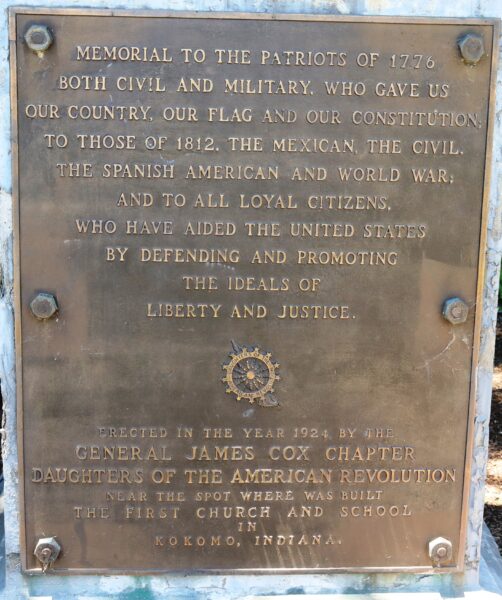 MEMORIAL TO THE PATRIOTS OF 1776
BOTH CIVIL AND MILITARY, WHO GAVE US
OUR COUNTRY, OUR FLAG AND OUR CONSTITUTION,
TO THOSE OF 1812, THE MEXICAN, THE CIVIL,
THE SPANISH AMERICAN AND WORLD WAR;
AND TO ALL LOYAL CITIZENS,
WHO HAVE AIDED THE UNITED STATES
BY DEFENDING AND PROMOTING
THE IDEALS OF
LIBERTY AND JUSTICE.
ERECTED IN THE YEAR 1924 BY THE
GENERAL JAMES COX CHAPTER
DAUGHTERS OF THE AMERICAN REVOLUTION
NEAR THE SPOT WHERE WAS BUILT
THE FIRST CHURCH AND SCHOOL
IN
KOKOMO, INDIANA.